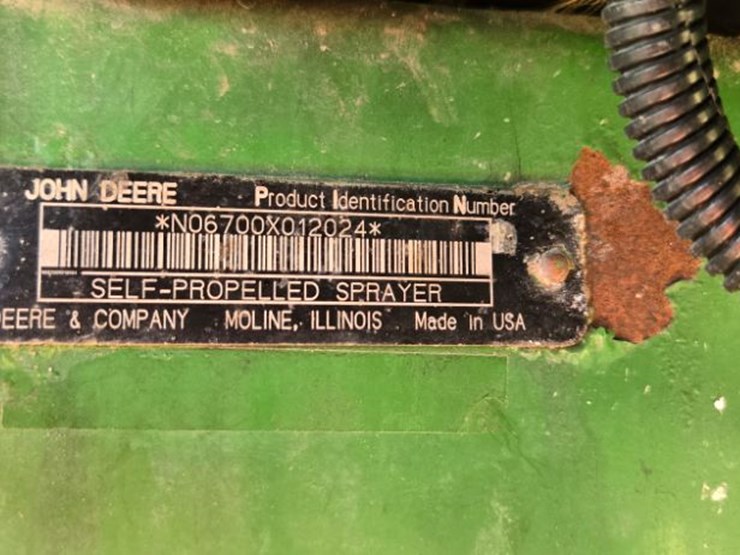 JOHN DEERE Product Identification Number
*N06700X012024*
SELF-PROPELLED SPRAYER
DEERE & COMPANY MOLINE, ILLINOIS Made in USA